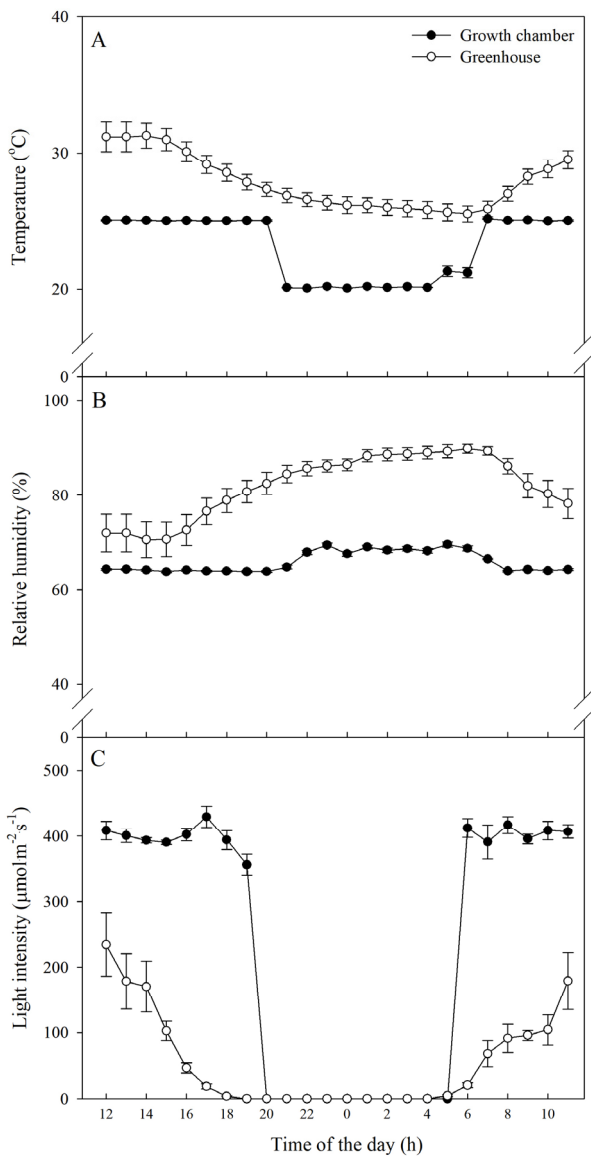 A
Growth chamber
Greenhouse
40
30
20
0
Temperature (°C)
B
100
80
60
40
0
Relative humidity (%)
C
500
400
300
200
100
0
Light intensity (μmol m⁻² s⁻¹)
12 14 16 18 20 22 0 2 4 6 8 10
Time of the day (h)